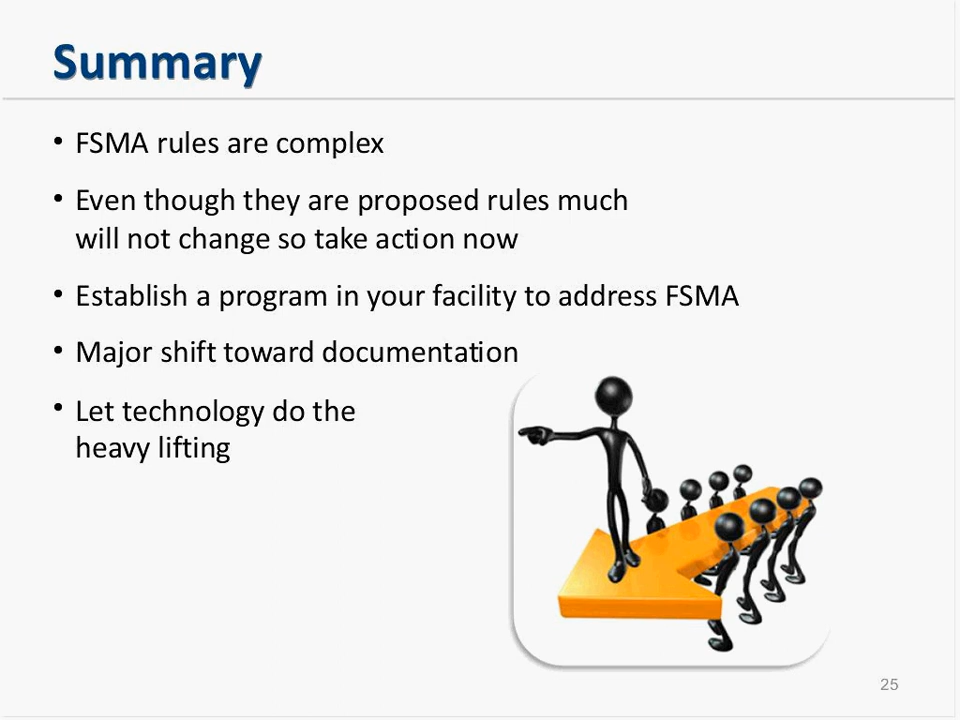 Summary
• FSMA rules are complex
• Even though they are proposed rules much
will not change so take action now
• Establish a program in your facility to address FSMA
• Major shift toward documentation
• Let technology do the
heavy lifting
25